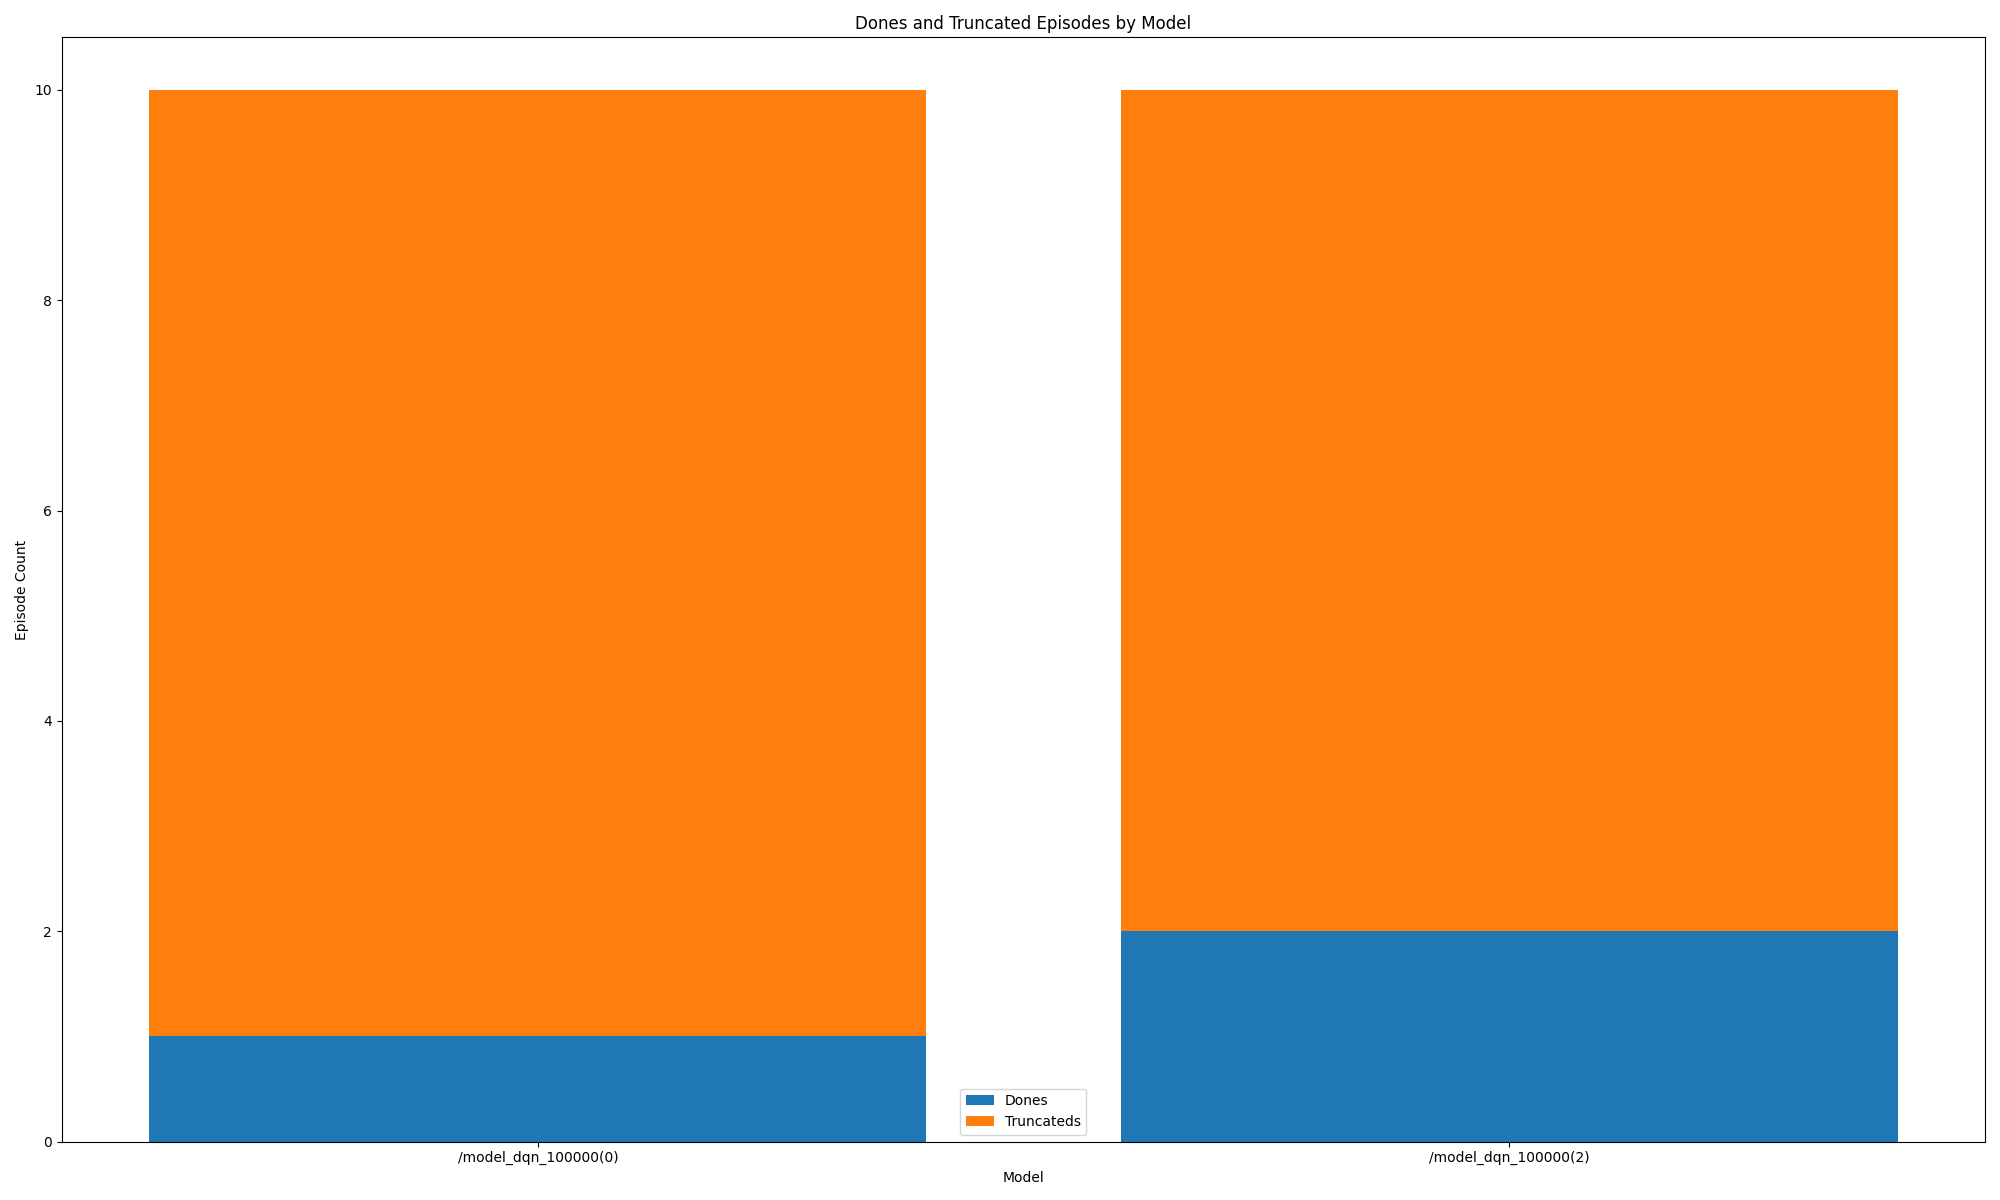 Dones and Truncated Episodes by Model
10
8
6
4
2
0
Episode Count
Dones
Truncateds
/model_dqn_100000(0)
/model_dqn_100000(2)
Model